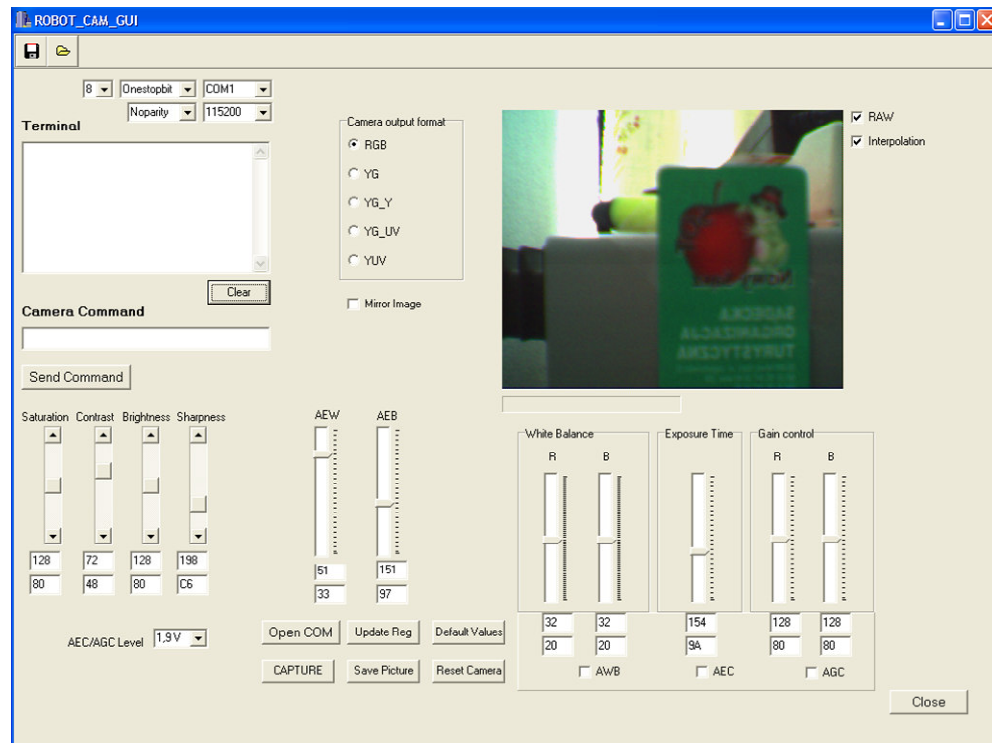 ROBOT_CAM_GUI
8 Onestopbit COM1
Noparity 115200
Terminal
Clear
Camera Command
Send Command
Camera output format
RGB
YG
YG_Y
YG_UV
YUV
Mirror Image
RAW
Interpolation
SĄDECKA
ORGANIZACJA
TURYSTYCZNA
Saturation Contrast Brightness Sharpness
128 72 128 198
80 48 80 C6
AEC/AGC Level 1,9 V
AEW AEB
51 151
33 97
Open COM Update Reg Default Values
CAPTURE Save Picture Reset Camera
White Balance Exposure Time Gain control
R B R B
32 32 154 128 128
20 20 9A 80 80
AWB AEC AGC
Close